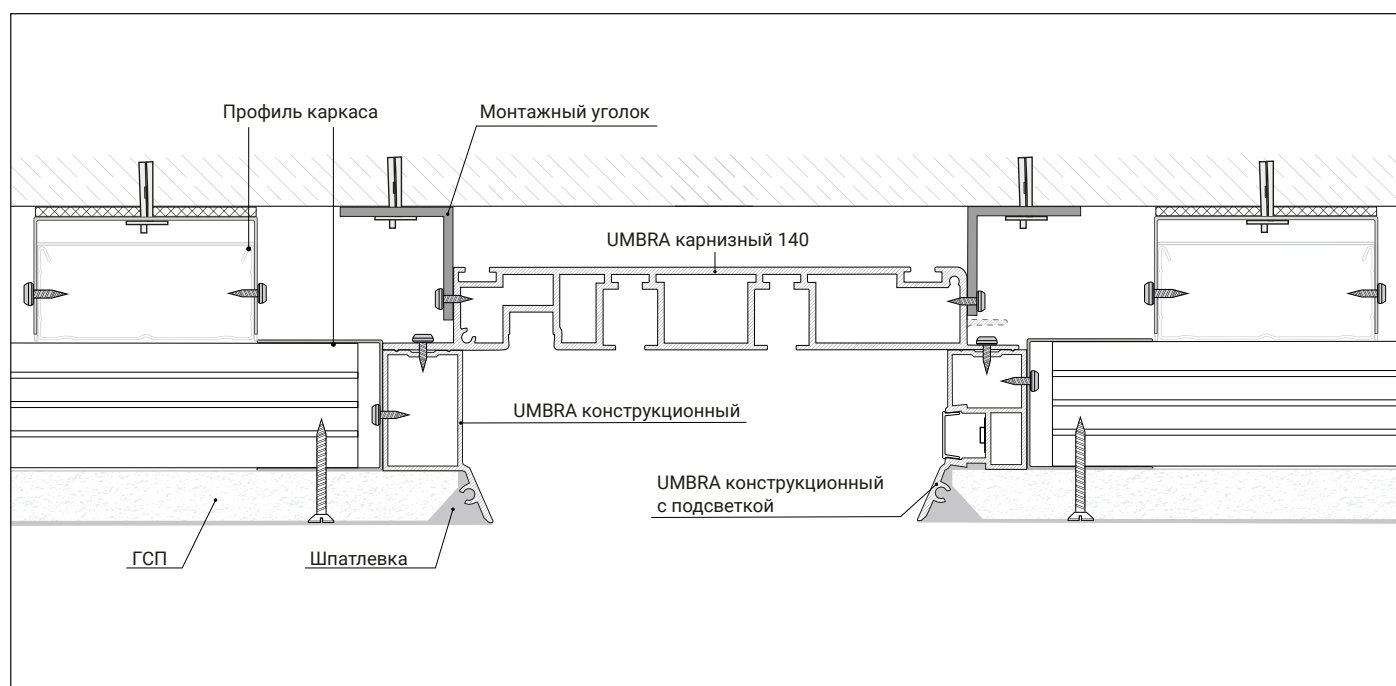 Профиль каркаса
Монтажный уголок
UMBRA карнизный 140
UMBRA конструкционный
UMBRA конструкционный
с подсветкой
ГСП
Шпатлевка